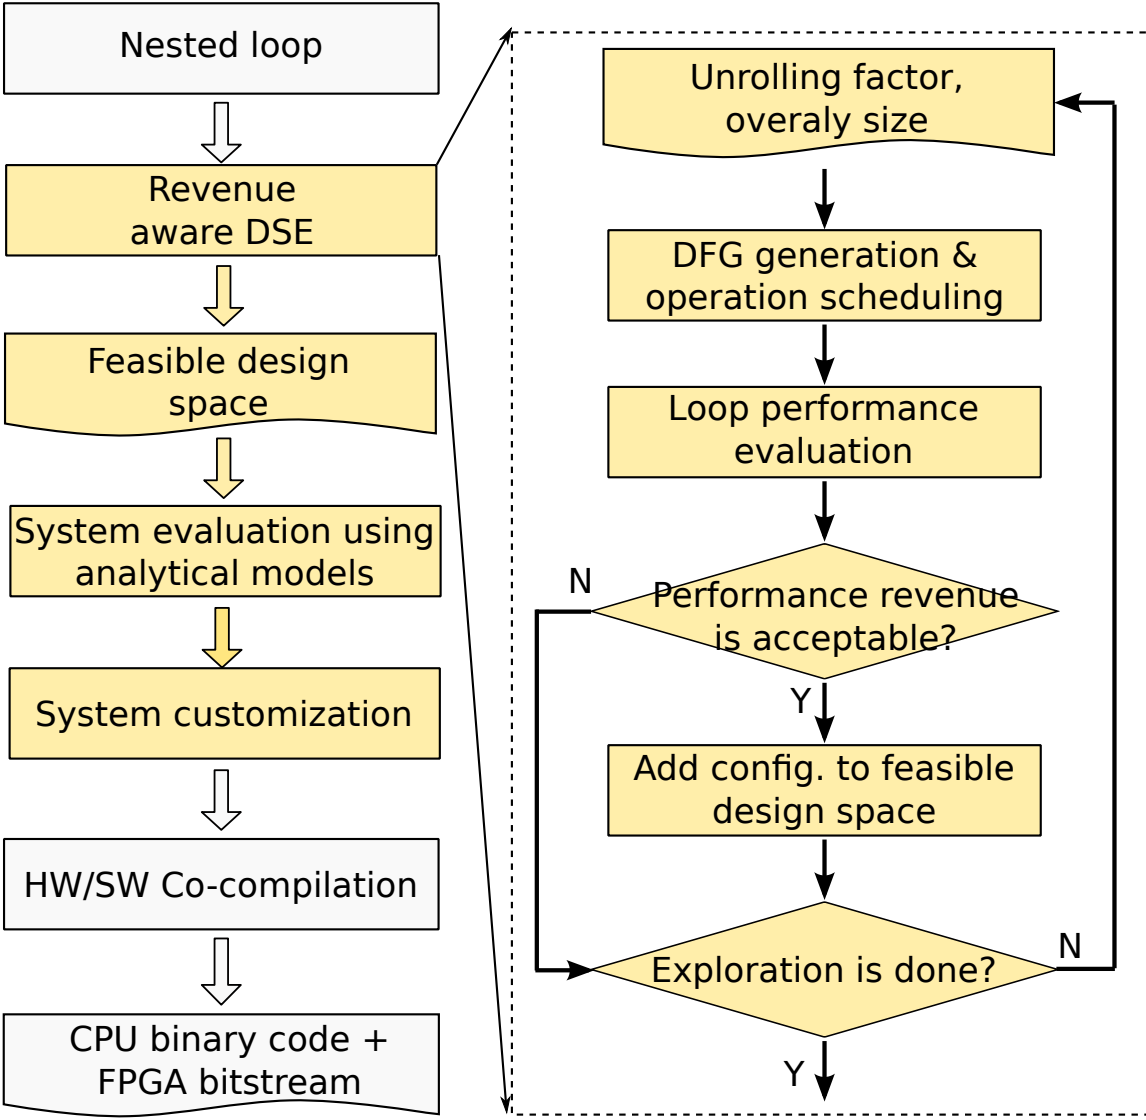 Nested loop
Revenue
aware DSE
Feasible design
space
System evaluation using
analytical models
System customization
HW/SW Co-compilation
CPU binary code +
FPGA bitstream
Unrolling factor,
overaly size
DFG generation &
operation scheduling
Loop performance
evaluation
N
Performance revenue
is acceptable?
Y
Add config. to feasible
design space
N
Exploration is done?
Y